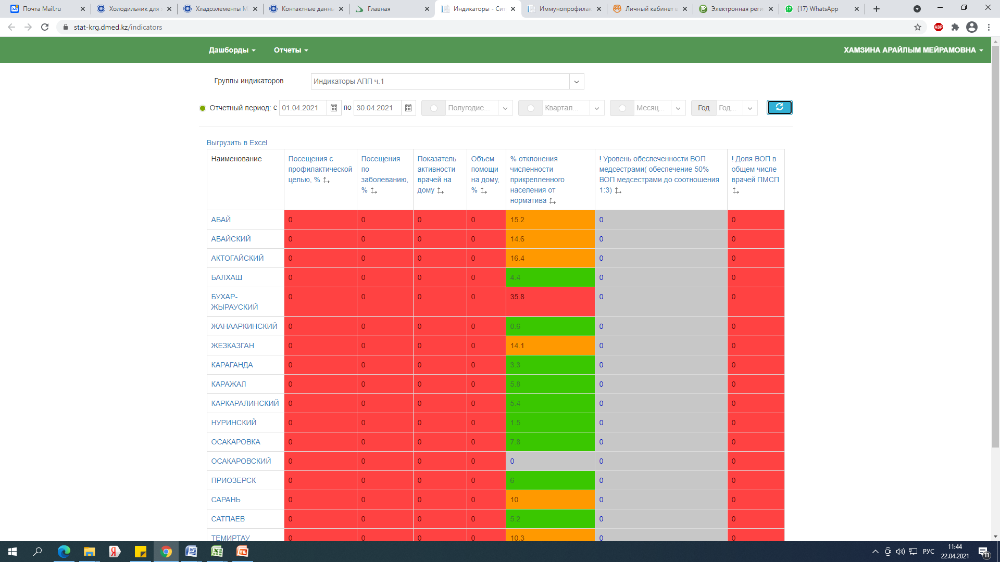 Почта Mail.ru
Холодильник для
Хладоэлементы М
Контактные данн
Главная
Индикаторы - Сит
Иммунопрофилак
Личный кабинет в
Электронная реги
(17) WhatsApp
stat-krg.dmed.kz/indicators
ABP
Дашборды Отчеты ХАМЗИНА АРАЙЛЫМ МЕЙРАМОВНА
Группы индикаторов Индикаторы АПП ч.1
Отчетный период: с 01.04.2021 по 30.04.2021 Полугодие... Квартал... Месяц... Год Год...
Выгрузить в Excel
Наименование
Посещения с
профилактической
целью, %
Посещения
по
заболеванию,
%
Показатель
активности
врачей на
дому
Объем
помощи
на дому,
%
% отклонения
численности
прикрепленного
населения от
норматива
! Уровень обеспеченности ВОП
медсестрами( обеспечение 50%
ВОП медсестрами до соотношения
1:3)
! Доля ВОП в
общем числе
врачей ПМСП
АБАЙ 0 0 0 0 15.2 0 0
АБАЙСКИЙ 0 0 0 0 14.6 0 0
АКТОГАЙСКИЙ 0 0 0 0 16.4 0 0
БАЛХАШ 0 0 0 0 4.4 0 0
БУХАР- 0 0 0 0 35.8 0 0
ЖЫРАУСКИЙ
ЖАНААРКИНСКИЙ 0 0 0 0 0.6 0 0
ЖЕЗКАЗГАН 0 0 0 0 14.1 0 0
КАРАГАНДА 0 0 0 0 3.3 0 0
КАРАЖАЛ 0 0 0 0 5.8 0 0
КАРКАРАЛИНСКИЙ 0 0 0 0 5.4 0 0
НУРИНСКИЙ 0 0 0 0 1.5 0 0
ОСАКАРОВКА 0 0 0 0 7.8 0 0
ОСАКАРОВСКИЙ 0 0 0 0 0 0 0
ПРИОЗЕРСК 0 0 0 0 6 0 0
САРАНЬ 0 0 0 0 10 0 0
САТПАЕВ 0 0 0 0 5.2 0 0
ТЕМИРТАУ 0 0 0 0 10.3 0 0
РУС
11:44
22.04.2021
11